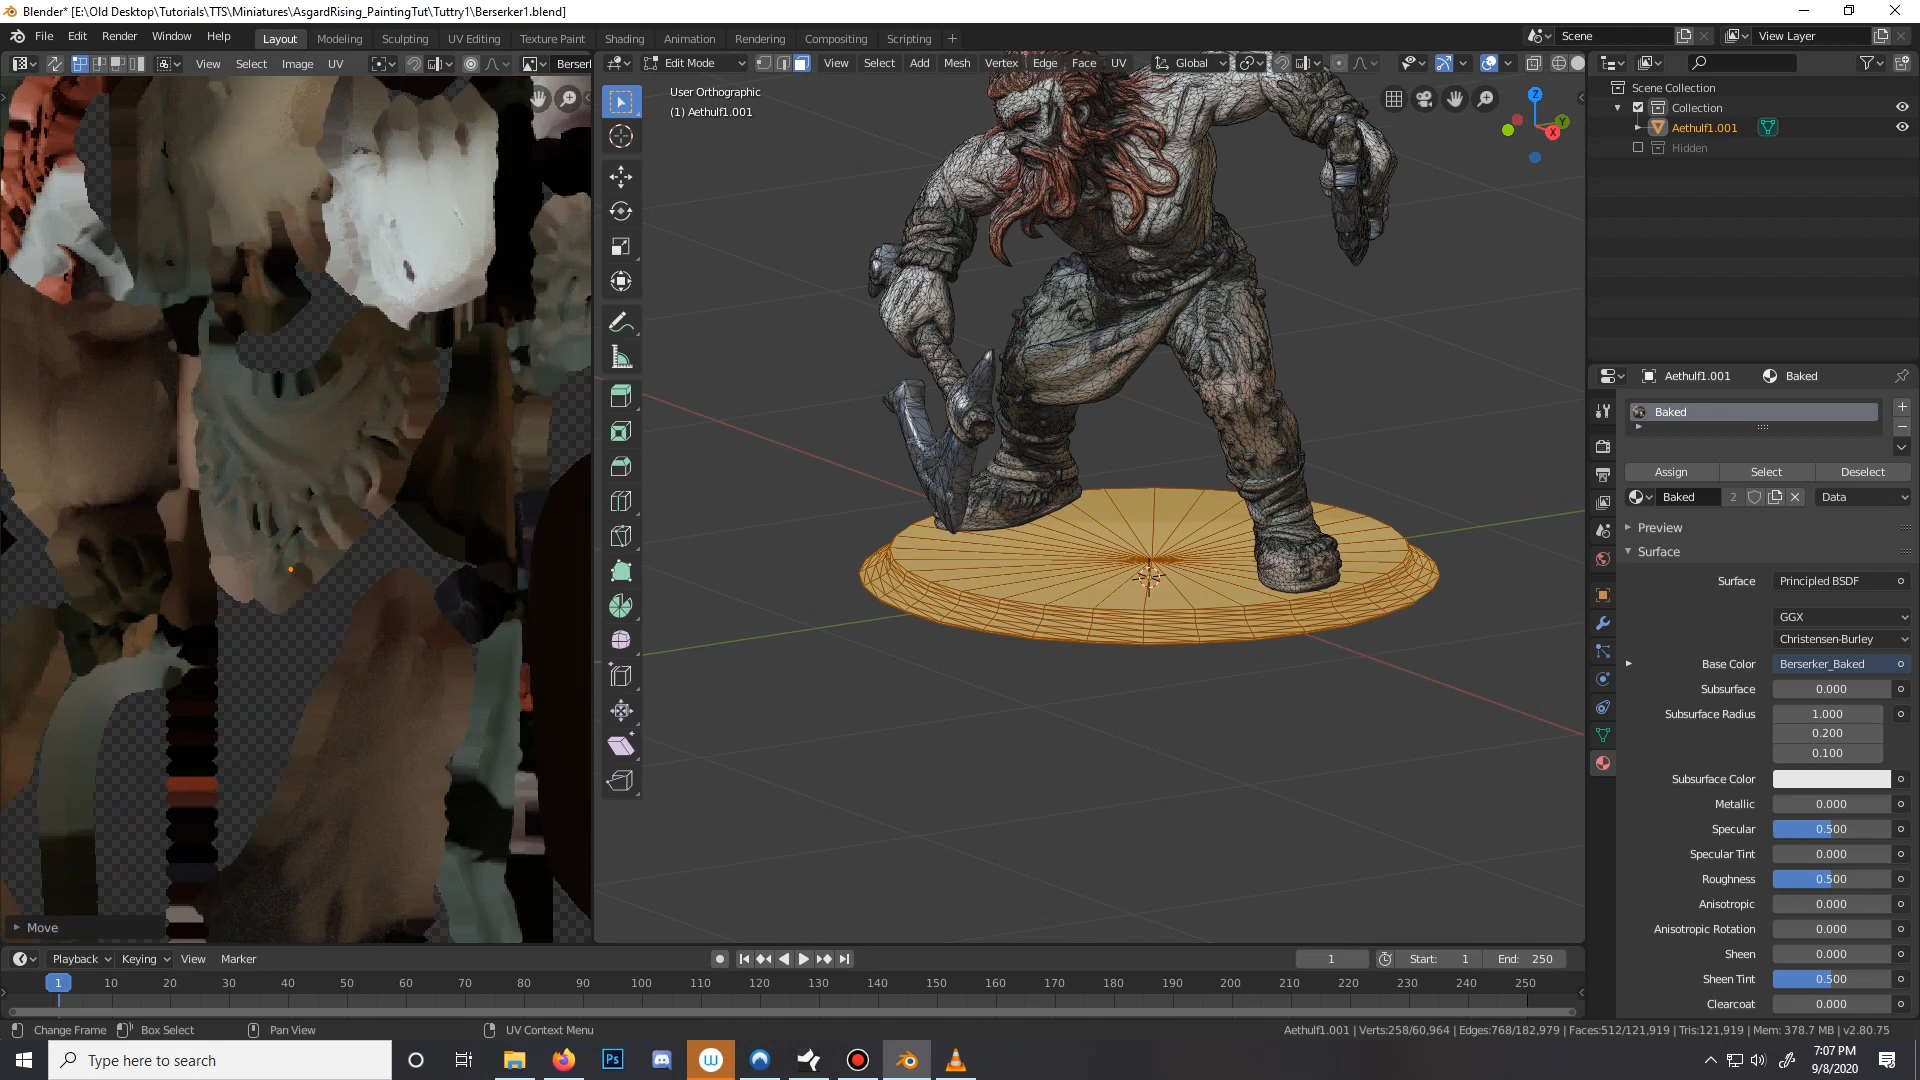 Blender* [E:\Old Desktop\Tutorials\TTS\Miniatures\AsgardRising_PaintingTut\Tuttry1\Berserker1.blend]
File Edit Render Window Help Layout Modeling Sculpting UV Editing Texture Paint Shading Animation Rendering Compositing Scripting Scene View Layer
View Select Image UV Berserl
Edit Mode View Select Add Mesh Vertex Edge Face UV Global
User Orthographic
(1) Aethulf1.001
Z
Y
X
Scene Collection
Collection
Aethulf1.001
Hidden
Aethulf1.001 Baked
Baked
Assign Select Deselect
Baked 2 Data
Preview
Surface
Surface Principled BSDF
GGX
Christensen-Burley
Base Color Berserker_Baked
Subsurface 0.000
Subsurface Radius 1.000
0.200
0.100
Subsurface Color
Metallic 0.000
Specular 0.500
Specular Tint 0.000
Roughness 0.500
Anisotropic 0.000
Anisotropic Rotation 0.000
Sheen 0.000
Sheen Tint 0.500
Clearcoat 0.000
Move
Playback Keying View Marker 1 Start: 1 End: 250
1 10 20 30 40 50 60 70 80 90 100 110 120 130 140 150 160 170 180 190 200 210 220 230 240 250
Change Frame Box Select Pan View UV Context Menu Aethulf1.001 | Verts:258/60,964 | Edges:768/182,979 | Faces:512/121,919 | Tris:121,919 | Mem: 378.7 MB | v2.80.75
Type here to search
Ps
W
7:07 PM
9/8/2020